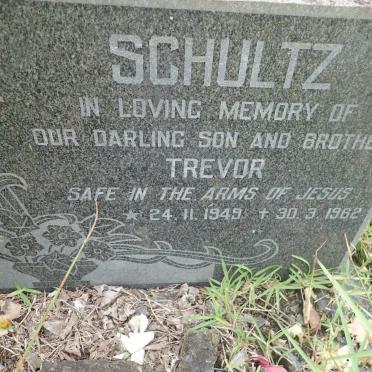 SCHULTZ
IN LOVING MEMORY OF
OUR DARLING SON AND BROTHE
TREVOR
SAFE IN THE ARMS OF JESUS
★ 24.11.1949 ✝ 30.3.1962